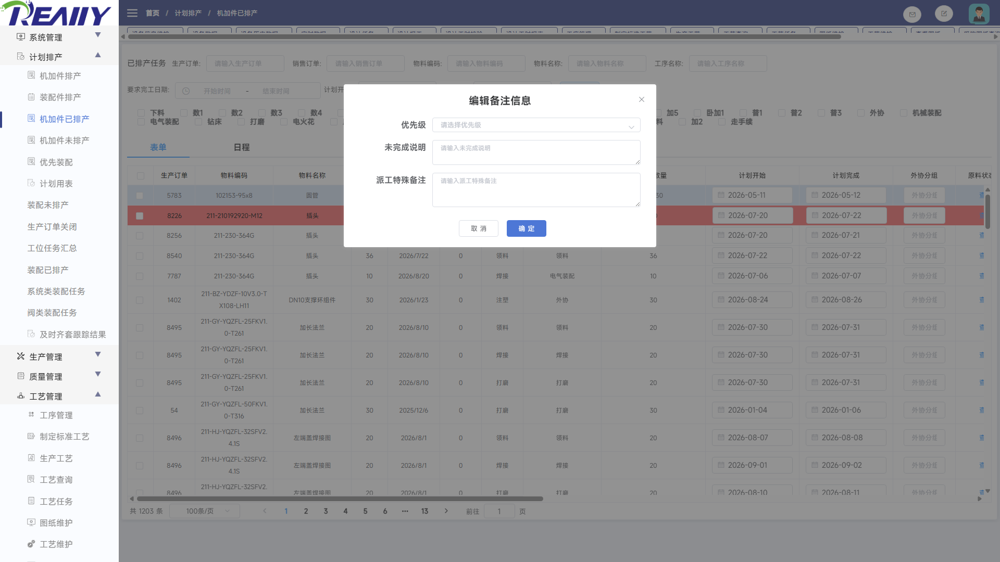 REALLY
系统管理
计划排产
机加件排产
装配件排产
机加件已排产
机加件未排产
优先装配
计划用表
装配未排产
生产订单关闭
工位任务汇总
装配已排产
系统类装配任务
阀类装配任务
及时齐套跟踪结果
生产管理
质量管理
工艺管理
工序管理
制定标准工艺
生产工艺
工艺查询
工艺任务
图纸维护
工艺维护
首页 / 计划排产 / 机加件已排产
已排产任务 生产订单: 请输入生产订单 销售订单: 请输入销售订单 物料编码: 请输入物料编码 物料名称: 请输入物料名称 工序名称: 请输入工序名称
要求完工日期: 开始时间 - 结束时间 计划开
下料 数1 数2 数3 数4 加5 卧加1 普1 普2 普3 外协 机械装配
电气装配 钻床 打磨 电火花 料 加2 走手续
表单 日程
编辑备注信息
优先级 请选择优先级
未完成说明 请输入未完成说明
派工特殊备注 请输入派工特殊备注
取 消 确 定
生产订单 物料编码 物料名称 数量 计划开始 计划完成 外协分组 原料状态
5783 102153-95x8 圆管 30 2026-05-11 2026-05-12 外协分组 查
8226 211-210192920-M12 插头 2026-07-20 2026-07-22 外协分组
8256 211-230-364G 插头 2026-07-20 2026-07-21 外协分组 查
8540 211-230-364G 插头 36 2026/7/22 0 领料 领料 36 2026-07-22 2026-07-22 外协分组 查
7787 211-230-364G 插头 10 2026/8/20 0 焊接 电气装配 10 2026-07-06 2026-07-07 外协分组 查
1402 211-BZ-YDZF-10V3.0-TX108-LH11 DN10支撑环组件 30 2026/1/23 0 注塑 外协 30 2026-08-24 2026-08-26 外协分组 查
8495 211-GY-YQZFL-25FKV1.0-T261 加长法兰 20 2026/8/10 0 领料 领料 20 2026-07-30 2026-07-31 外协分组 查
8495 211-GY-YQZFL-25FKV1.0-T261 加长法兰 20 2026/8/10 0 焊接 焊接 20 2026-07-30 2026-07-31 外协分组 查
8495 211-GY-YQZFL-25FKV1.0-T261 加长法兰 20 2026/8/10 0 打磨 打磨 20 2026-07-30 2026-07-31 外协分组 查
54 211-GY-YQZFL-50FKV1.0-T316 加长法兰 30 2025/12/6 0 打磨 打磨 30 2026-01-04 2026-01-06 外协分组 查
8496 211-HJ-YQZFL-32SFV2.4.1S 左端盖焊接图 20 2026/8/1 0 领料 领料 20 2026-08-07 2026-08-08 外协分组 查
8496 211-HJ-YQZFL-32SFV2.4.1S 左端盖焊接图 20 2026/8/1 0 焊接 焊接 20 2026-09-01 2026-09-02 外协分组 查
8496 211-HJ-YQZFL-32SFV2. 左端盖焊接图 20 2026/8/1 0 打磨 打磨 20 2026-08-10 2026-08-11 外协分组 查
共 1203 条 100条/页 1 2 3 4 5 6 ··· 13 前往 1 页